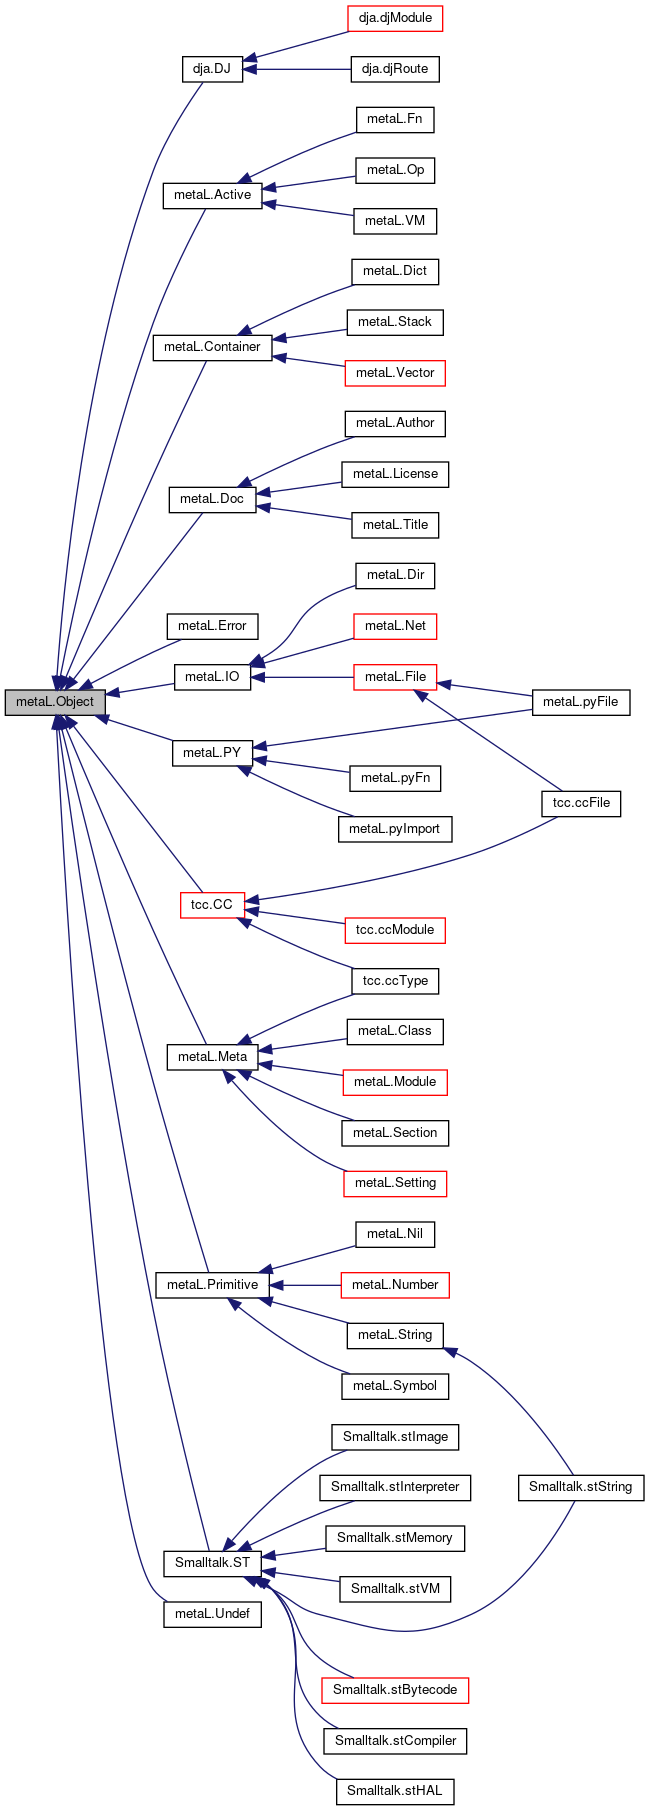 dja.djModule
dja.DJ
dja.djRoute
metaL.Fn
metaL.Op
metaL.Active
metaL.VM
metaL.Dict
metaL.Stack
metaL.Container
metaL.Vector
metaL.Author
metaL.License
metaL.Doc
metaL.Title
metaL.Dir
metaL.Error
metaL.Net
metaL.IO
metaL.File
metaL.Object
metaL.pyFile
metaL.PY
metaL.pyFn
tcc.ccFile
metaL.pyImport
tcc.CC
tcc.ccModule
tcc.ccType
metaL.Class
metaL.Meta
metaL.Module
metaL.Section
metaL.Setting
metaL.Nil
metaL.Primitive
metaL.Number
metaL.String
metaL.Symbol
Smalltalk.stImage
Smalltalk.stInterpreter
Smalltalk.stString
Smalltalk.stMemory
Smalltalk.ST
Smalltalk.stVM
metaL.Undef
Smalltalk.stBytecode
Smalltalk.stCompiler
Smalltalk.stHAL